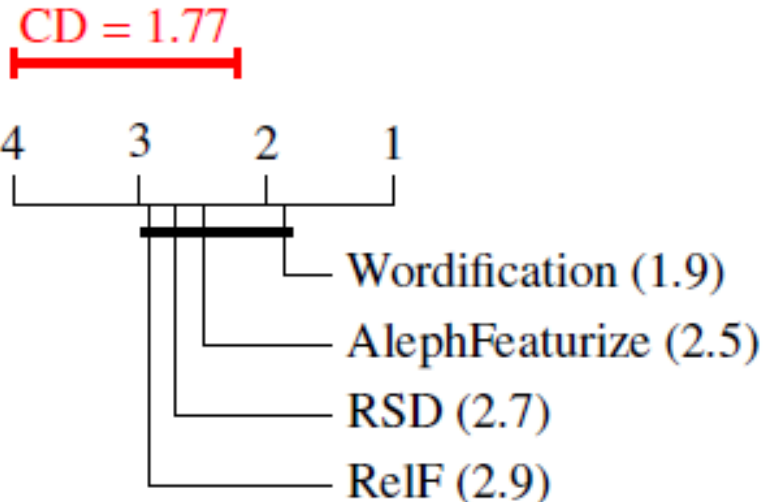 CD = 1.77
4 3 2 1
Wordification (1.9)
AlephFeaturize (2.5)
RSD (2.7)
RelF (2.9)